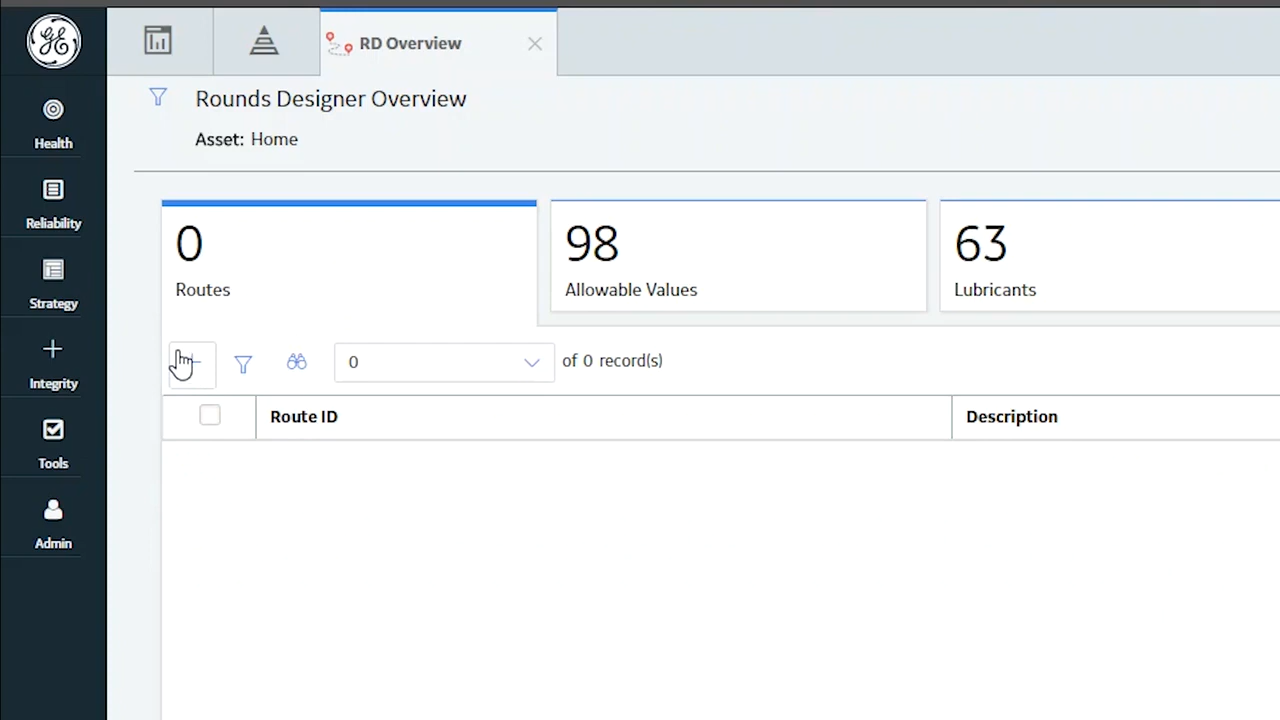 GE
RD Overview
Rounds Designer Overview
Asset: Home
Health
Reliability
Strategy
Integrity
Tools
Admin
0
Routes
98
Allowable Values
63
Lubricants
0 of 0 record(s)
Route ID Description